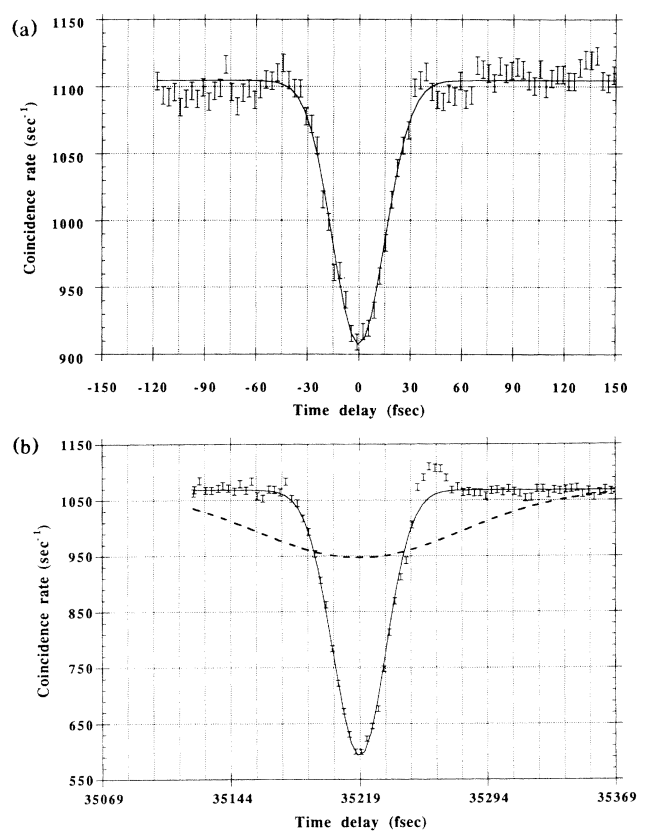 (a)
1150
1100
1050
1000
950
900
Coincidence rate (sec⁻¹)
-150 -120 -90 -60 -30 0 30 60 90 120 150
Time delay (fsec)
(b)
1150
1050
950
850
750
650
550
Coincidence rate (sec⁻¹)
35069 35144 35219 35294 35369
Time delay (fsec)